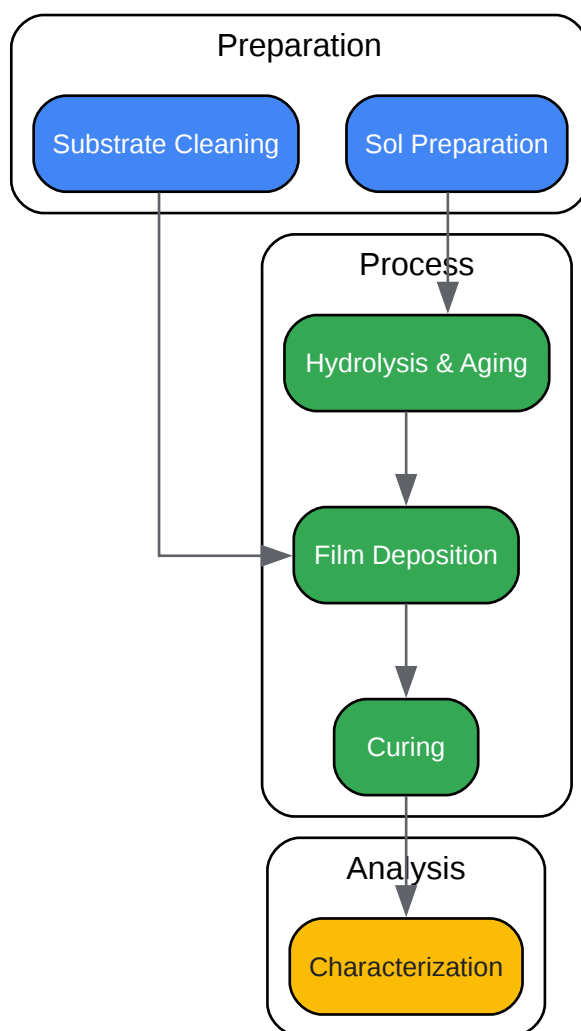 Preparation
Substrate Cleaning
Sol Preparation
Process
Hydrolysis & Aging
Film Deposition
Curing
Analysis
Characterization